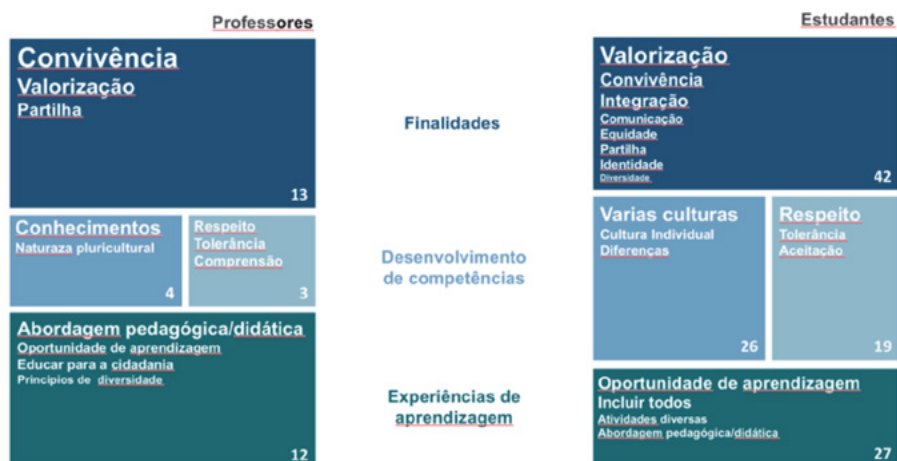 Professores
Convivência
Valorização
Partilha
13
Conhecimentos
Naturaza pluricultural
4
Respeito
Tolerância
Comprensão
3
Abordagem pedagógica/didática
Oportunidade de aprendizagem
Educar para a cidadania
Princípios de diversidade
12
Finalidades
Desenvolvimento
de competências
Experiências de
aprendizagem
Estudantes
Valorização
Convivência
Integração
Comunicação
Equidade
Partilha
Identidade
Diversidade
42
Varias culturas
Cultura Individual
Diferenças
26
Respeito
Tolerância
Aceitação
19
Oportunidade de aprendizagem
Incluir todos
Atividades diversas
Abordagem pedagógica/didática
27